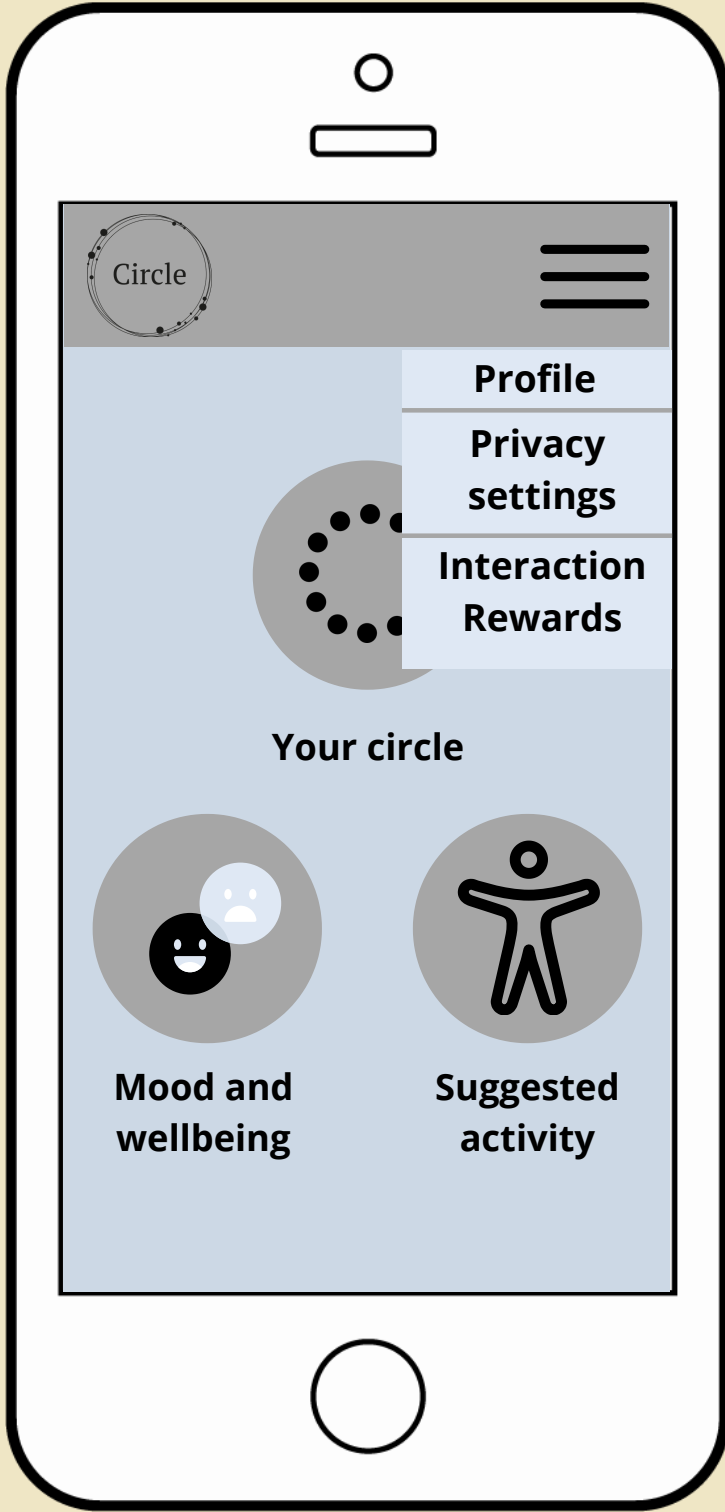 Circle
Profile
Privacy
settings
Interaction
Rewards
Your circle
Mood and
wellbeing
Suggested
activity